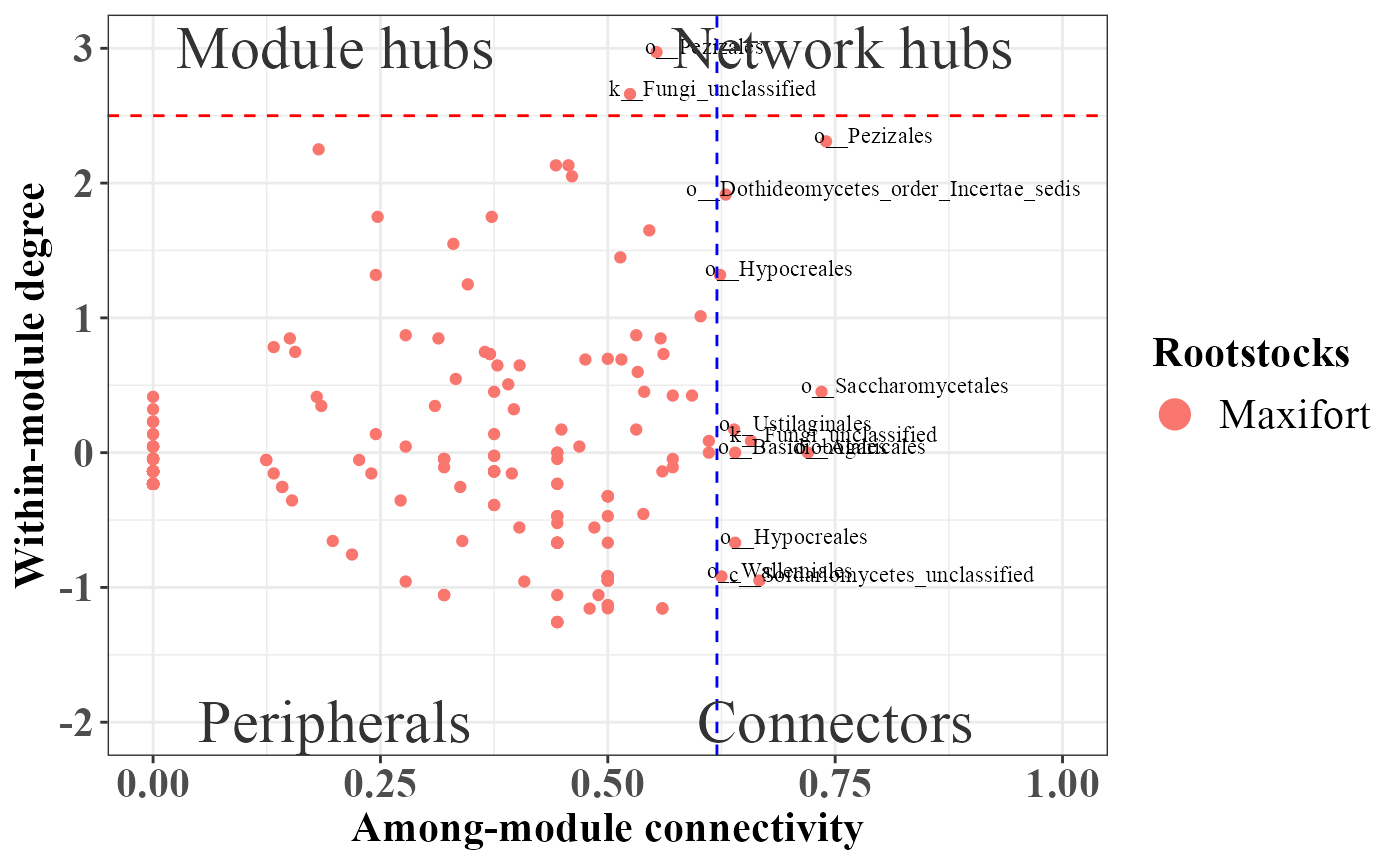 Module hubs
Network hubs
o__Pezizales
k__Fungi_unclassified
o__Pezizales
o__Dothideomycetes_order_Incertae_sedis
o__Hypocreales
o__Saccharomycetales
o__Ustilaginales
k__Fungi_unclassified
o__Agaricales
o__Hypocreales
o__Wallemiales
c__Sordariomycetes_unclassified
Peripherals
Connectors
3
2
1
0
-1
-2
0.00
0.25
0.50
0.75
1.00
Among-module connectivity
Within-module degree
Rootstocks
Maxifort